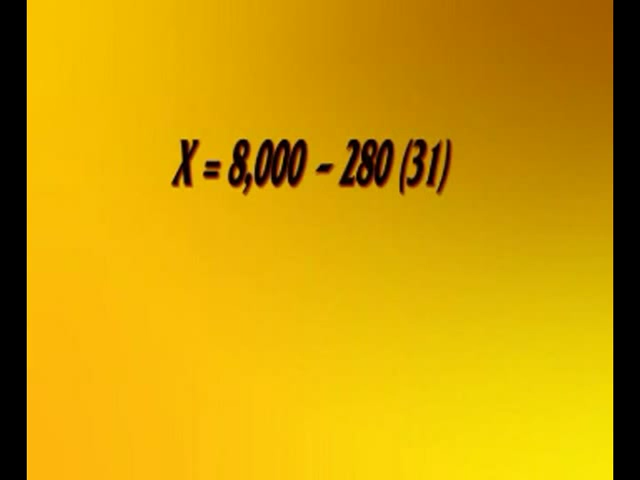 X = 8,000 – 280 (31)